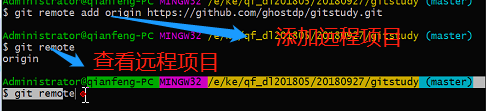 $ git remote add origin https://github.com/ghostdp/gitstudy.git
添加远程项目
Administrator@qianfeng-PC MINGW32 /e/ke/qf_dl201805/20180927/gitstudy (master)
$ git remote
origin
查看远程项目
Administrator@qianfeng-PC MINGW32 /e/ke/qf_dl201805/20180927/gitstudy (master)
$ git remote